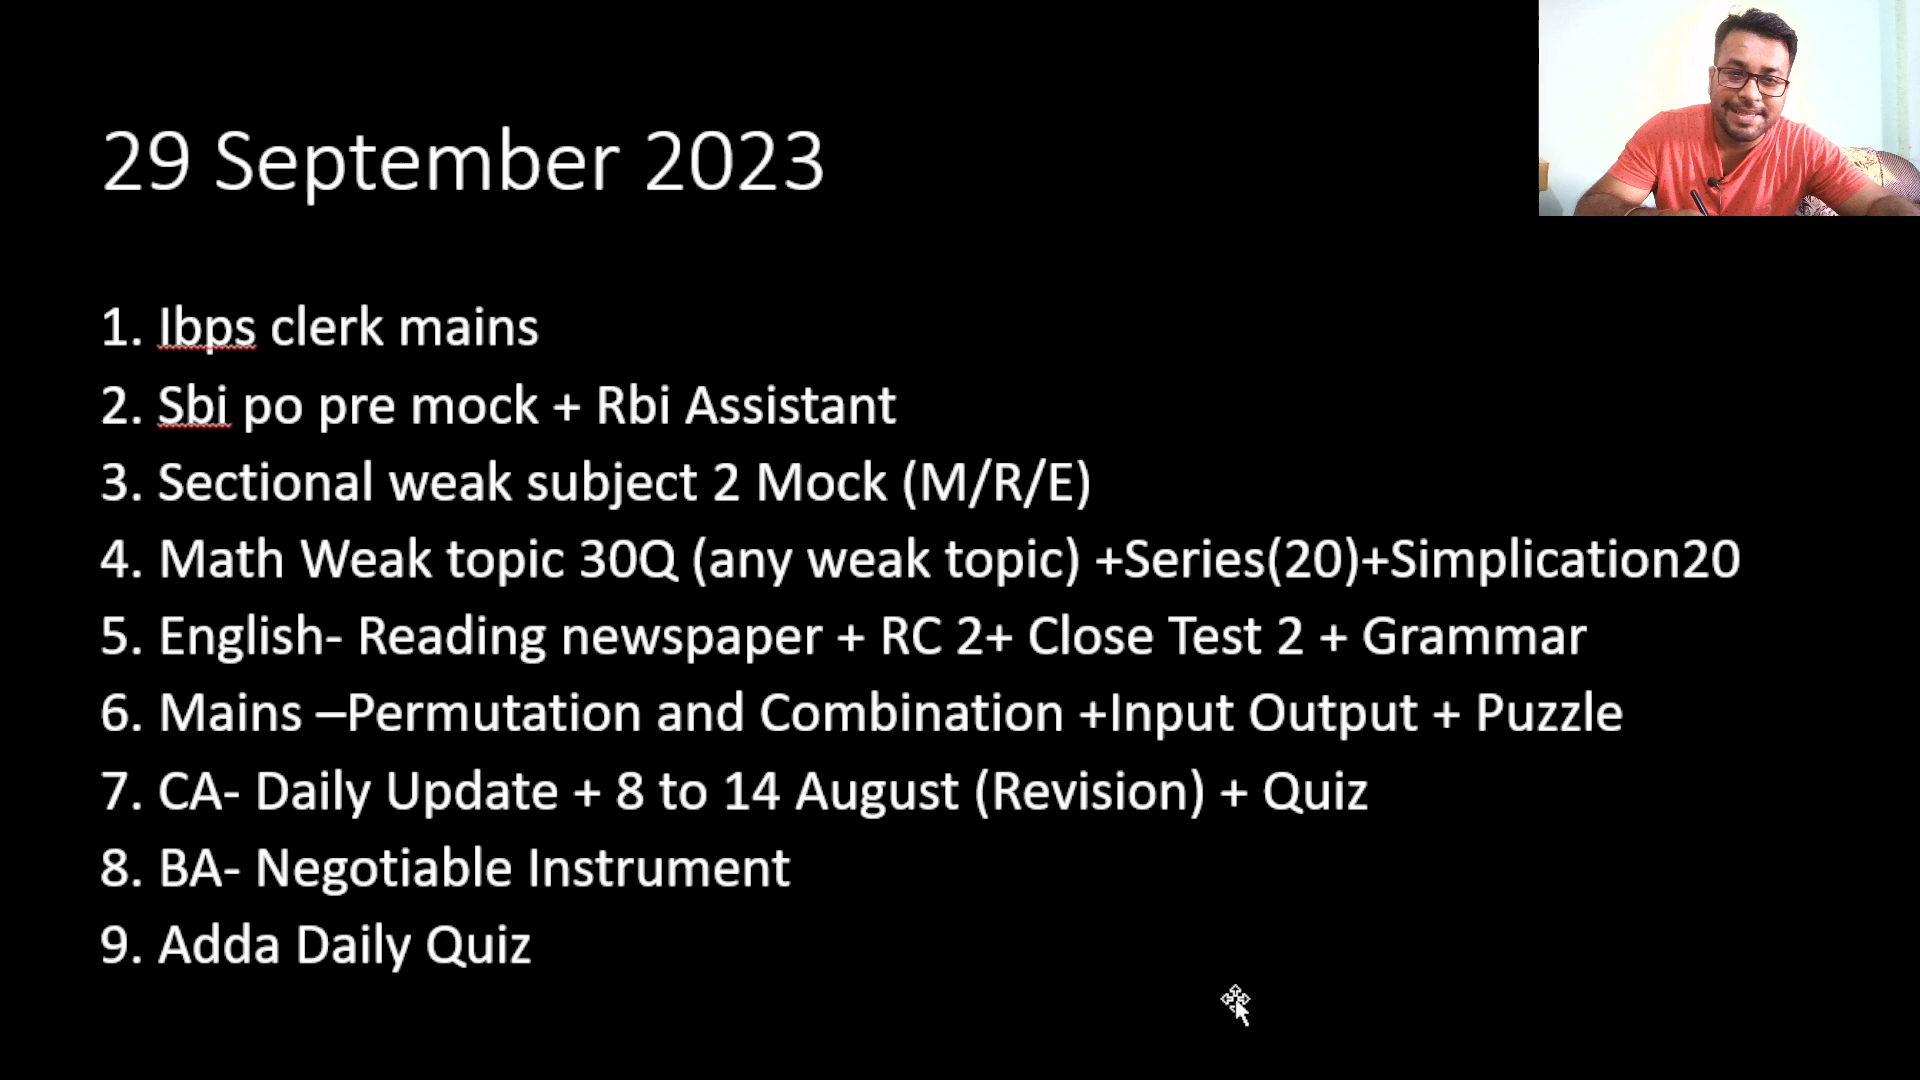 29 September 2023
1. Ibps clerk mains
2. Sbi po pre mock + Rbi Assistant
3. Sectional weak subject 2 Mock (M/R/E)
4. Math Weak topic 30Q (any weak topic) +Series(20)+Simplication20
5. English- Reading newspaper + RC 2+ Close Test 2 + Grammar
6. Mains –Permutation and Combination +Input Output + Puzzle
7. CA- Daily Update + 8 to 14 August (Revision) + Quiz
8. BA- Negotiable Instrument
9. Adda Daily Quiz